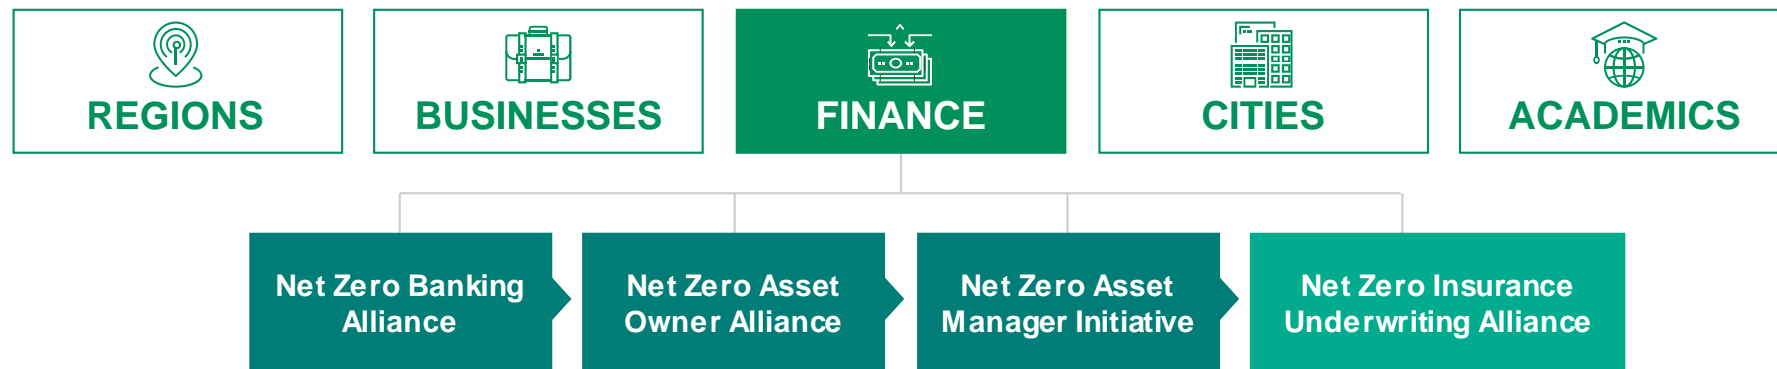 REGIONS
BUSINESSES
FINANCE
CITIES
ACADEMICS
Net Zero Banking
Alliance
Net Zero Asset
Owner Alliance
Net Zero Asset
Manager Initiative
Net Zero Insurance
Underwriting Alliance